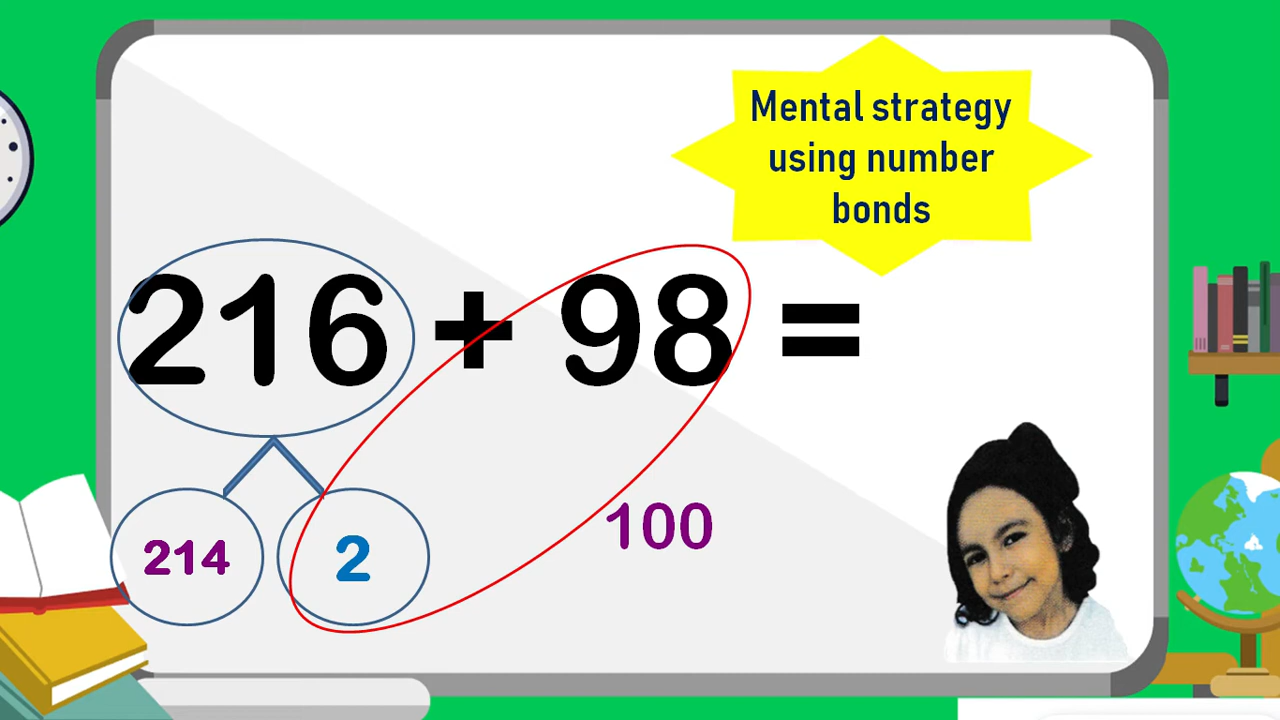 Mental strategy
using number
bonds
216 + 98 =
214 2 100